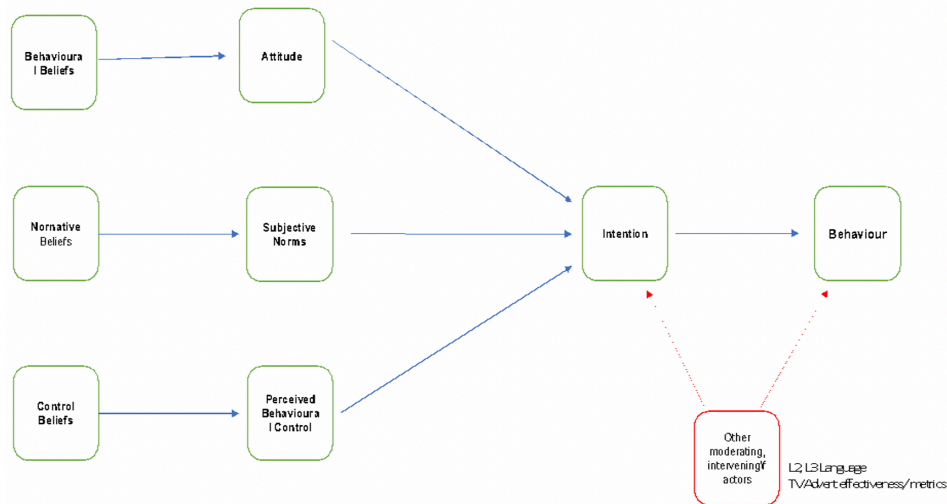 Behavioura
l Beliefs
Attitude
Nornative
Beliefs
Subjective
Norms
Intention
Behaviour
Control
Beliefs
Perceived
Behavioura
l Control
Other
moderating,
intervening\f
actors
L2, L3 Language
TV Advert effectiveness/metrics